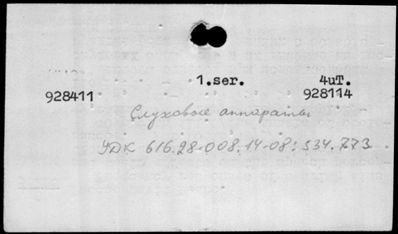 1.ser. 4uT.
928411 928114
Слуховые аппараты
УДК 616.28-008.14-08:534.773